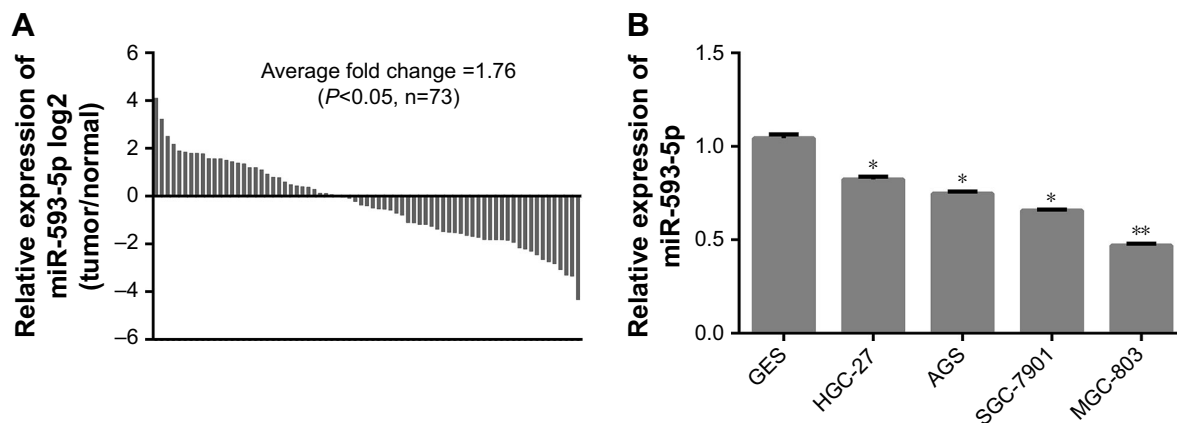 A
Relative expression of
miR-593-5p log2
(tumor/normal)
6
4
2
0
–2
–4
–6
Average fold change =1.76
(P<0.05, n=73)
B
Relative expression of
miR-593-5p
1.5
1.0
0.5
0.0
*
*
*
**
GES
HGC-27
AGS
SGC-7901
MGC-803